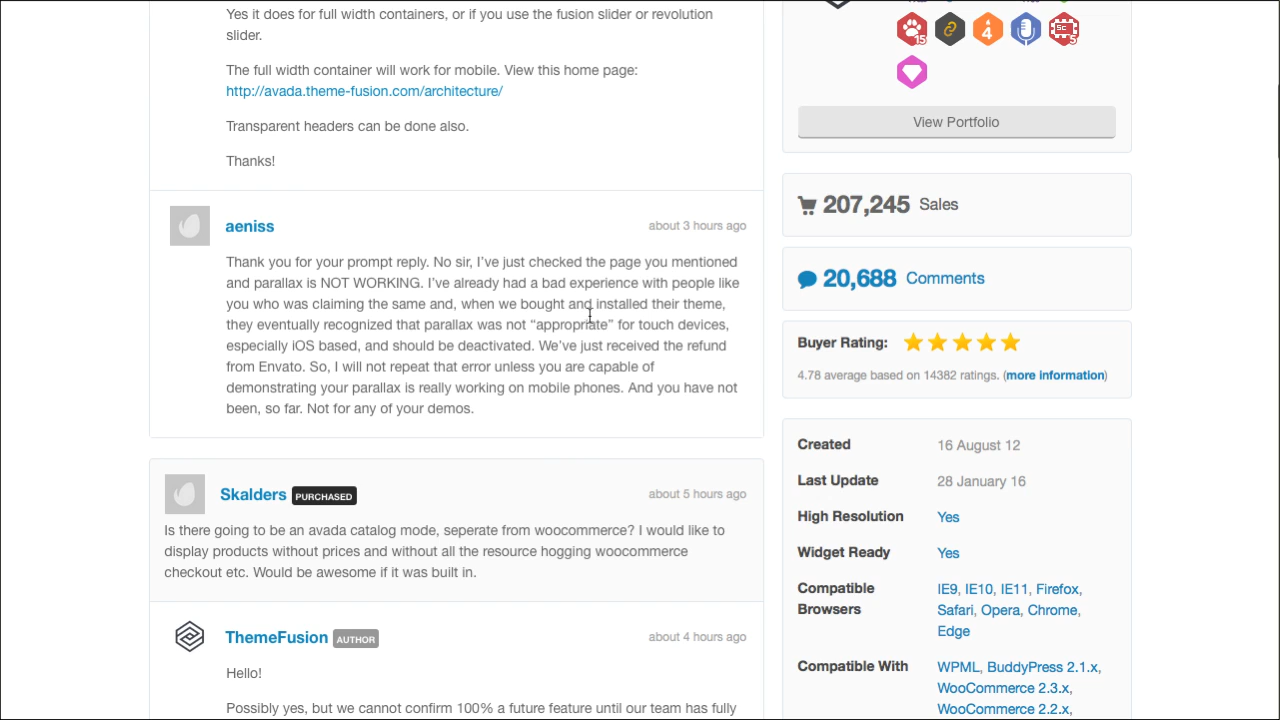 Yes it does for full width containers, or if you use the fusion slider or revolution
slider.
The full width container will work for mobile. View this home page:
http://avada.theme-fusion.com/architecture/
Transparent headers can be done also.
Thanks!
aeniss
about 3 hours ago
Thank you for your prompt reply. No sir, I've just checked the page you mentioned
and parallax is NOT WORKING. I've already had a bad experience with people like
you who was claiming the same and, when we bought and installed their theme,
they eventually recognized that parallax was not “appropriate” for touch devices,
especially iOS based, and should be deactivated. We've just received the refund
from Envato. So, I will not repeat that error unless you are capable of
demonstrating your parallax is really working on mobile phones. And you have not
been, so far. Not for any of your demos.
Skalders PURCHASED
about 5 hours ago
Is there going to be an avada catalog mode, seperate from woocommerce? I would like to
display products without prices and without all the resource hogging woocommerce
checkout etc. Would be awesome if it was built in.
ThemeFusion AUTHOR
about 4 hours ago
Hello!
Possibly yes, but we cannot confirm 100% a future feature until our team has fully
15
4
SC
5
View Portfolio
207,245 Sales
20,688 Comments
Buyer Rating:
4.78 average based on 14382 ratings. (more information)
Created 16 August 12
Last Update 28 January 16
High Resolution Yes
Widget Ready Yes
Compatible IE9, IE10, IE11, Firefox,
Browsers Safari, Opera, Chrome,
Edge
Compatible With WPML, BuddyPress 2.1.x,
WooCommerce 2.3.x,
WooCommerce 2.2.x,